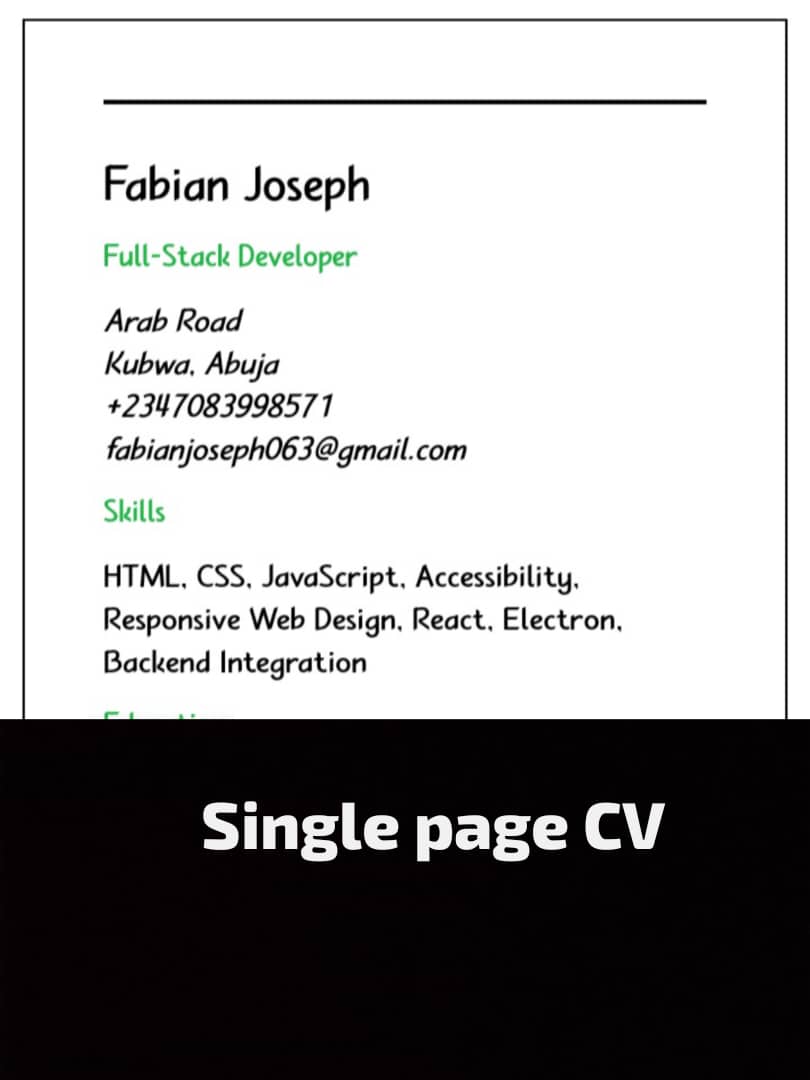 Fabian Joseph
Full-Stack Developer
Arab Road
Kubwa, Abuja
+2347083998571
fabianjoseph063@gmail.com
Skills
HTML, CSS, JavaScript, Accessibility,
Responsive Web Design, React, Electron,
Backend Integration
Single page CV